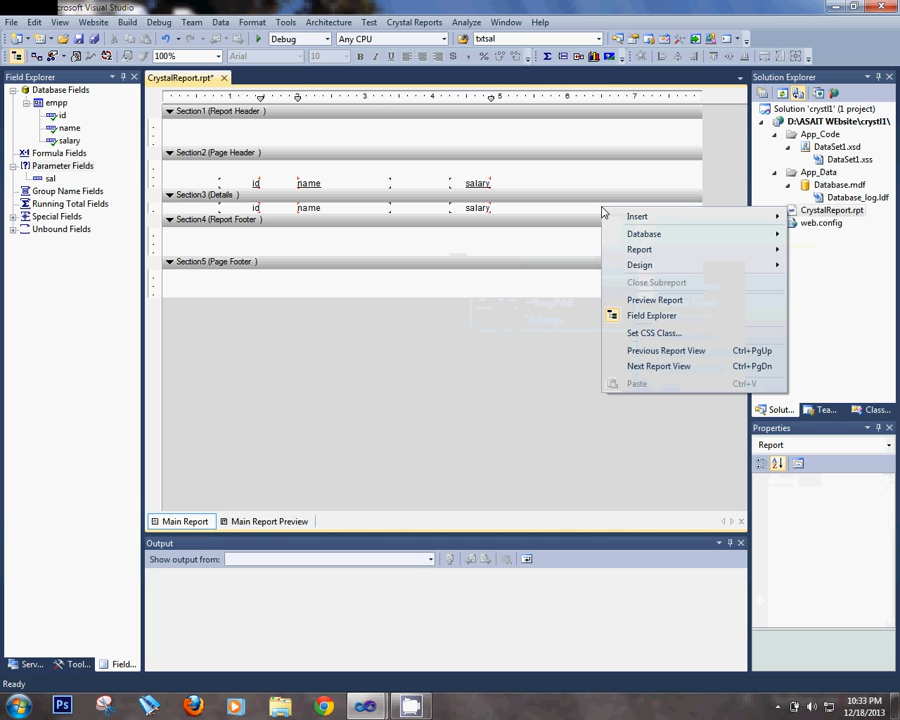 crosoft Visual Studio
File Edit View Website Build Debug Team Data Format Tools Architecture Test Crystal Reports Analyze Window Help
Debug Any CPU txtsal
100% Arial 10
Field Explorer
Database Fields
empp
id
name
salary
Formula Fields
Parameter Fields
sal
Group Name Fields
Running Total Fields
Special Fields
Unbound Fields
Serv... Tool... Field...
CrystalReport.rpt*
1 3 4 5 6 7
Section1 (Report Header )
Section2 (Page Header )
id name salary
Section3 (Details )
id name salary
Section4 (Report Footer )
Section5 (Page Footer )
Insert
Database
Report
Design
Close Subreport
Preview Report
Field Explorer
Set CSS Class...
Previous Report View Ctrl+PgUp
Next Report View Ctrl+PgDn
Paste Ctrl+V
Main Report Main Report Preview
Output
Show output from:
Solution Explorer
Solution 'crystl1' (1 project)
D:\ASAIT WEbsite\crystl1\
App_Code
DataSet1.xsd
DataSet1.xss
App_Data
Database.mdf
Database_log.ldf
CrystalReport.rpt
web.config
Solut... Tea... Class...
Properties
Report
Ready
Ps
10:33 PM
12/18/2013